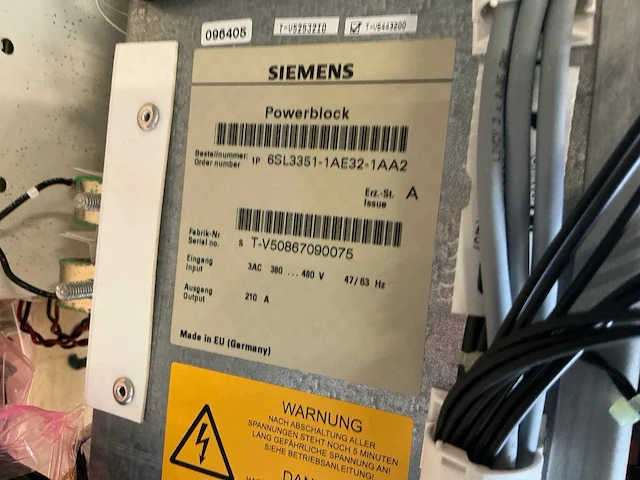 096405
T-V5253210
T-V6443200
SIEMENS
Powerblock
Bestellnummer:
Order number 1P 6SL3351-1AE32-1AA2
Erz.-St. A
Issue
Fabrik-Nr.
Serial no. S T-V50867090075
Eingang
Input 3AC 380 ... 480 V 47/63 Hz
Ausgang
Output 210 A
Made in EU (Germany)
WARNUNG
NACH ABSCHALTUNG ALLER
SPANNUNGEN STEHT NOCH 5 MINUTEN
LANG GEFÄHRLICHE SPANNUNG AN!
SIEHE BETRIEBSANLEITUNG!